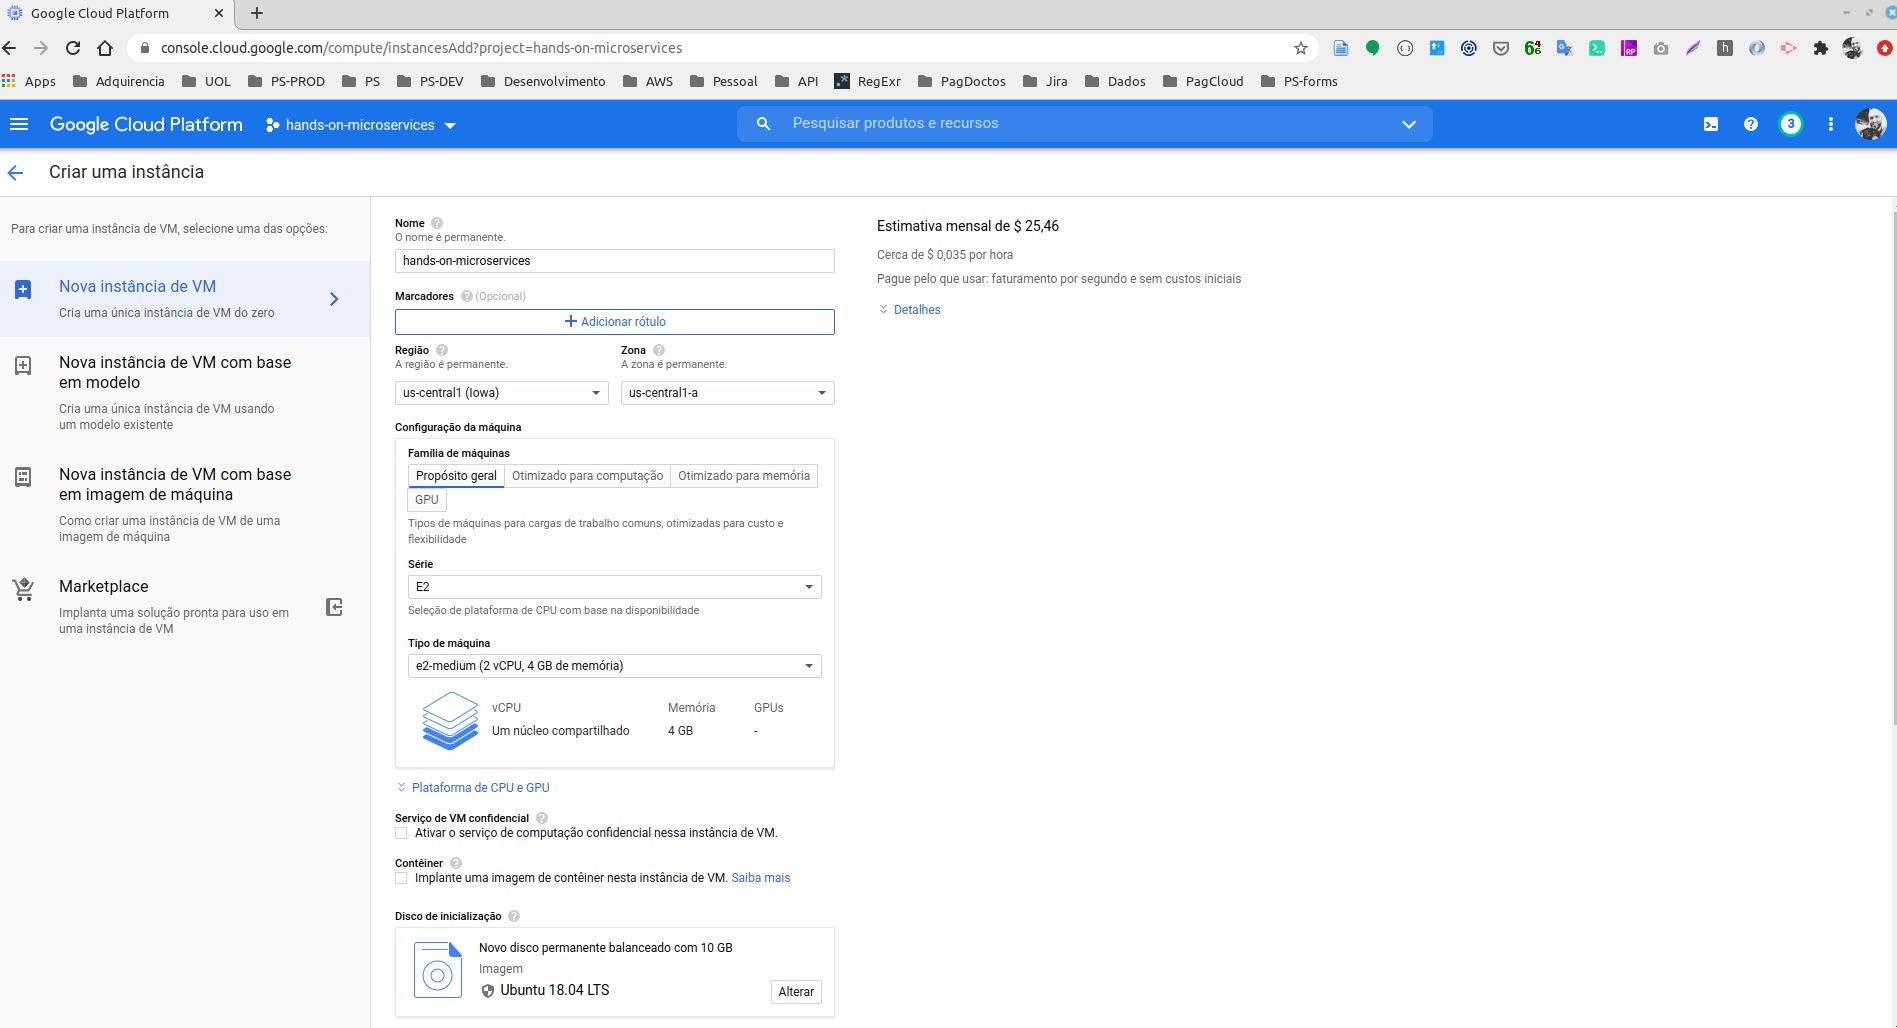 Google Cloud Platform
console.cloud.google.com/compute/instancesAdd?project=hands-on-microservices
Apps
Adquirencia
UOL
PS-PROD
PS
PS-DEV
Desenvolvimento
AWS
Pessoal
API
RegExr
PagDoctos
Jira
Dados
PagCloud
PS-forms
Google Cloud Platform
hands-on-microservices
Pesquisar produtos e recursos
3
Criar uma instância
Para criar uma instância de VM, selecione uma das opções:
Nova instância de VM
Cria uma única instância de VM do zero
Nova instância de VM com base
em modelo
Cria uma única instância de VM usando
um modelo existente
Nova instância de VM com base
em imagem de máquina
Como criar uma instância de VM de uma
imagem de máquina
Marketplace
Implanta uma solução pronta para uso em
uma instância de VM
Nome
O nome é permanente.
hands-on-microservices
Marcadores (Opcional)
Adicionar rótulo
Região
A região é permanente.
us-central1 (Iowa)
Zona
A zona é permanente.
us-central1-a
Configuração da máquina
Família de máquinas
Propósito geral
Otimizado para computação
Otimizado para memória
GPU
Tipos de máquinas para cargas de trabalho comuns, otimizadas para custo e
flexibilidade
Série
E2
Seleção de plataforma de CPU com base na disponibilidade
Tipo de máquina
e2-medium (2 vCPU, 4 GB de memória)
vCPU
Um núcleo compartilhado
Memória
4 GB
GPUs
-
Plataforma de CPU e GPU
Serviço de VM confidencial
Ativar o serviço de computação confidencial nessa instância de VM.
Contêiner
Implante uma imagem de contêiner nesta instância de VM. Saiba mais
Disco de inicialização
Novo disco permanente balanceado com 10 GB
Imagem
Ubuntu 18.04 LTS
Alterar
Estimativa mensal de $ 25,46
Cerca de $ 0,035 por hora
Pague pelo que usar: faturamento por segundo e sem custos iniciais
Detalhes